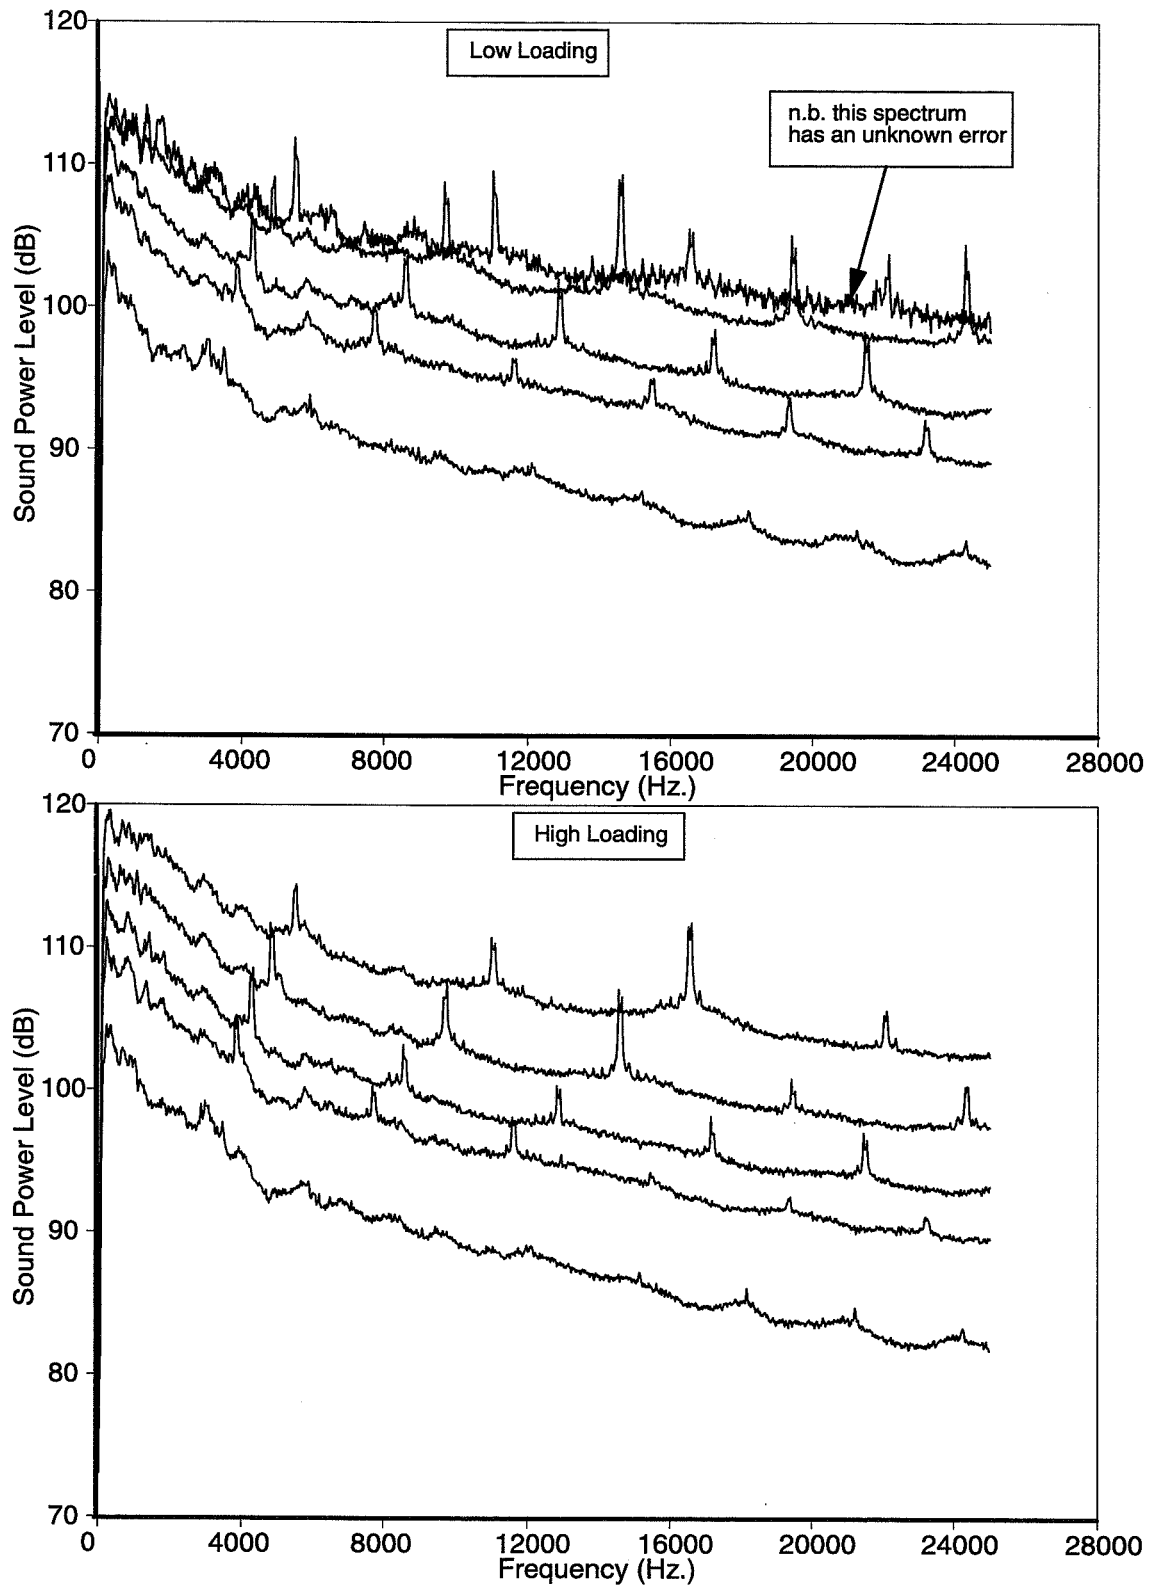 120
Low Loading
n.b. this spectrum
has an unknown error
110
100
90
80
70
Sound Power Level (dB)
0 4000 8000 12000 16000 20000 24000 28000
Frequency (Hz.)
120
High Loading
110
100
90
80
70
Sound Power Level (dB)
0 4000 8000 12000 16000 20000 24000 28000
Frequency (Hz.)